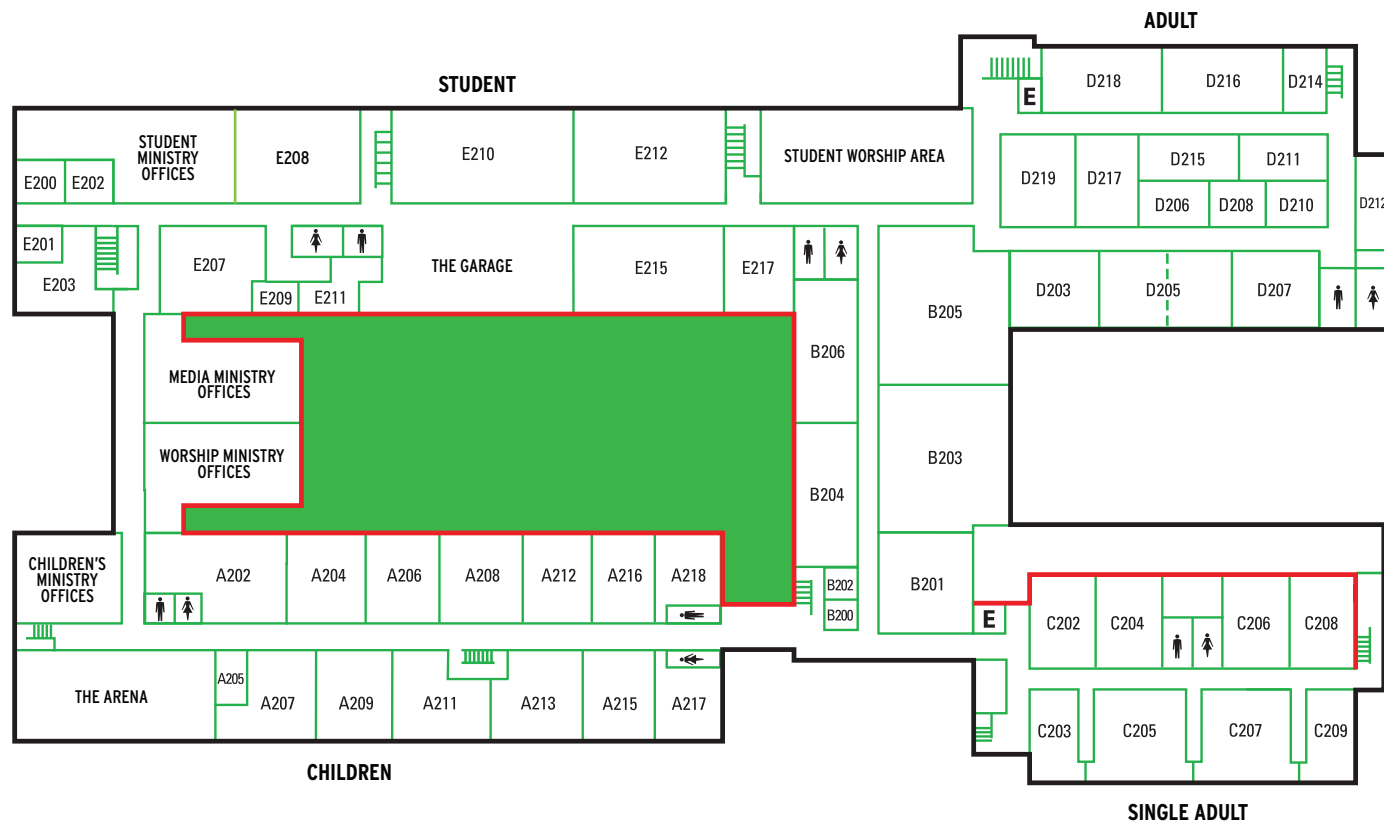 ADULT
STUDENT
D218
D216
D214
E
STUDENT
MINISTRY
OFFICES
E208
E210
E212
STUDENT WORSHIP AREA
E200
E202
D219
D217
D215
D211
D206
D208
D210
D212
E201
E203
E207
E209
E211
THE GARAGE
E215
E217
D203
D205
D207
B205
B206
MEDIA MINISTRY
OFFICES
WORSHIP MINISTRY
OFFICES
B203
B204
CHILDREN'S
MINISTRY
OFFICES
A202
A204
A206
A208
A212
A216
A218
B202
B200
B201
E
C202
C204
C206
C208
THE ARENA
A205
A207
A209
A211
A213
A215
A217
C203
C205
C207
C209
CHILDREN
SINGLE ADULT